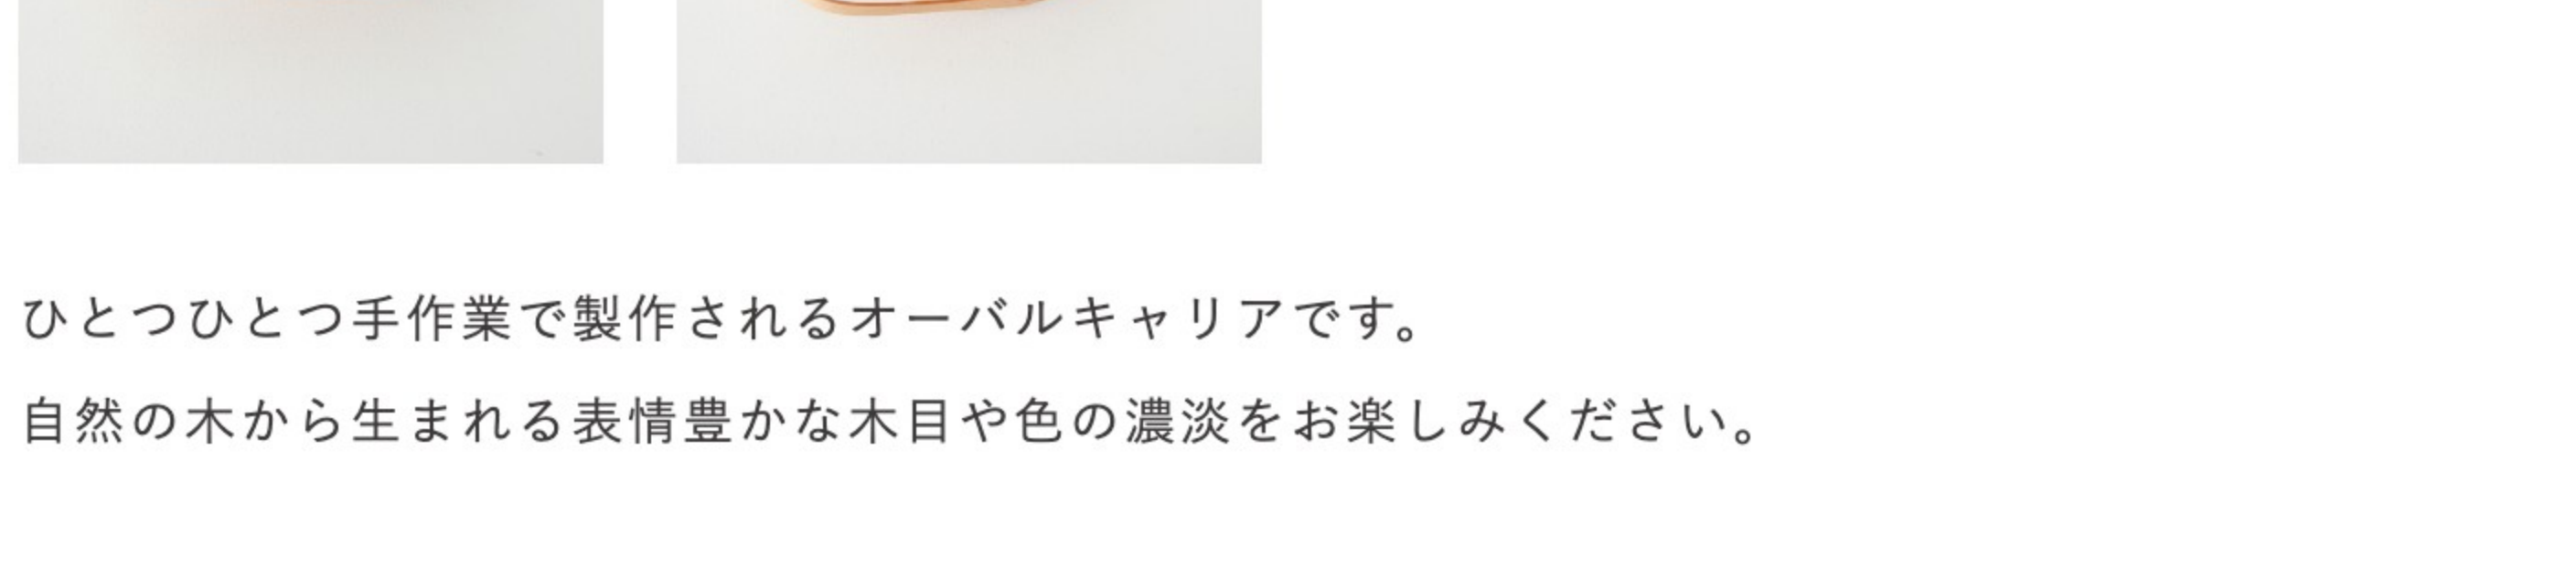 ひとつひとつ手作業で製作されるオーバルキャリアです。
自然の木から生まれる表情豊かな木目や色の濃淡をお楽しみください。